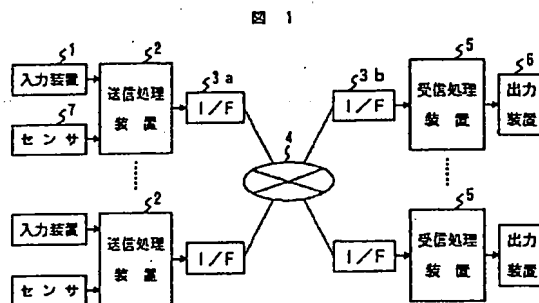 図 1
1
入力装置
7
センサ
2
送信処理
装 置
3a
I/F
4
3b
I/F
5
受信処理
装 置
6
出力
装置
入力装置
センサ
2
送信処理
装 置
I/F
I/F
5
受信処理
装 置
出力
装置